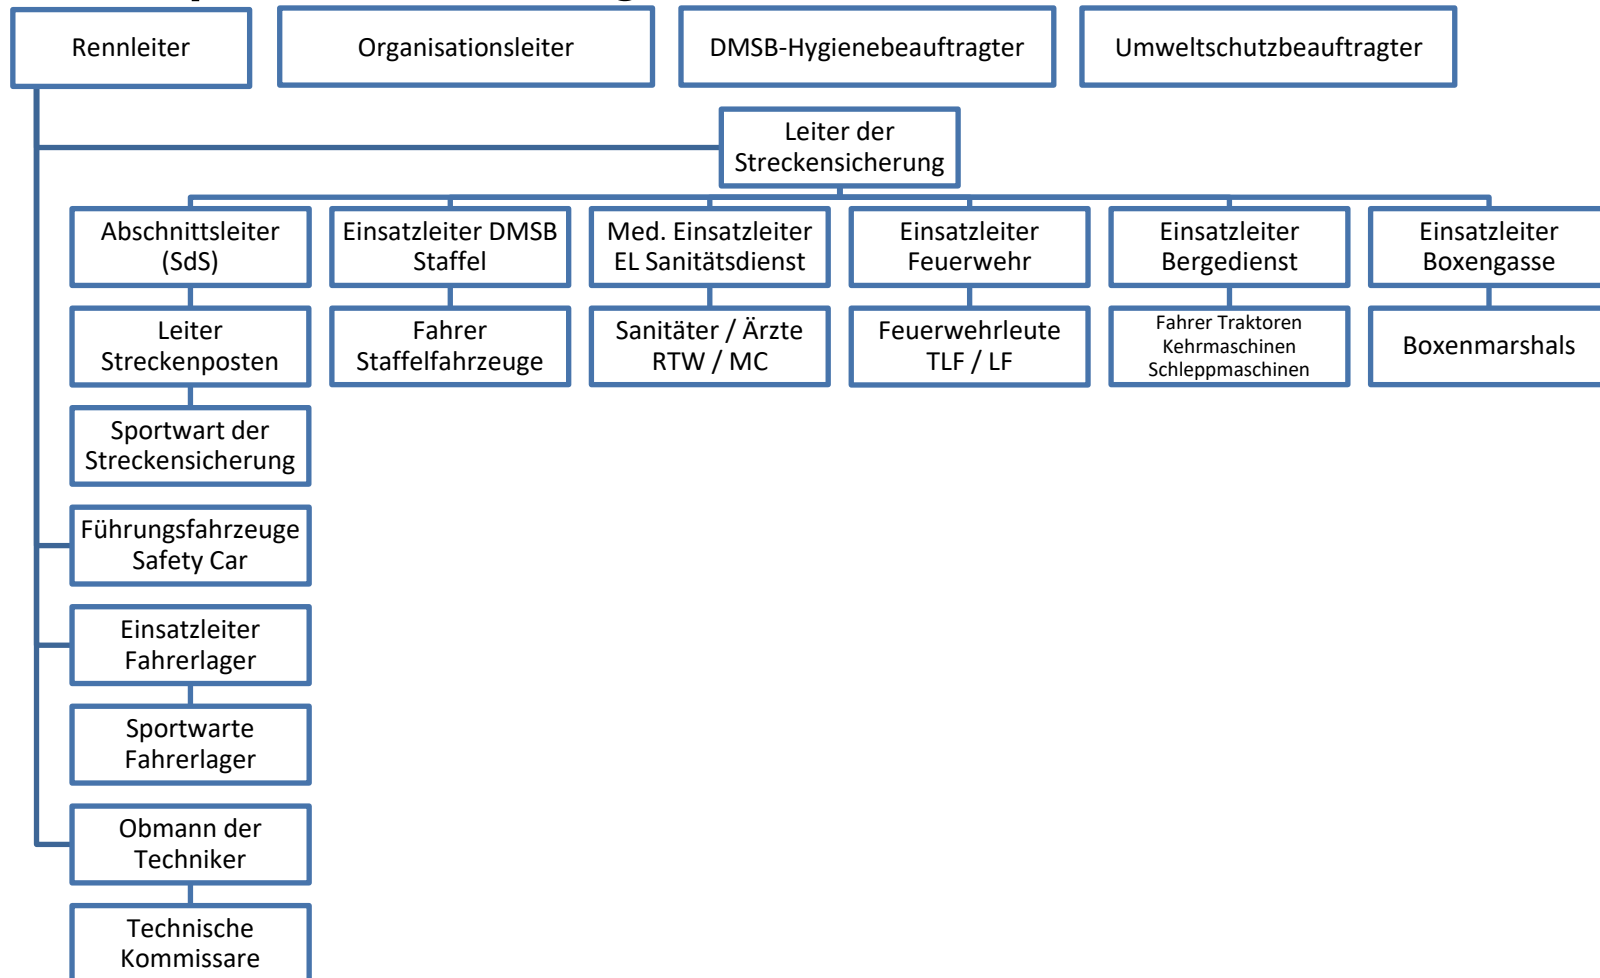 Rennleiter
Organisationsleiter
DMSB-Hygienebeauftragter
Umweltschutzbeauftragter
Leiter der
Streckensicherung
Abschnittsleiter
(SdS)
Einsatzleiter DMSB
Staffel
Med. Einsatzleiter
EL Sanitätsdienst
Einsatzleiter
Feuerwehr
Einsatzleiter
Bergedienst
Einsatzleiter
Boxengasse
Leiter
Streckenposten
Fahrer
Staffelfahrzeuge
Sanitäter / Ärzte
RTW / MC
Feuerwehrleute
TLF / LF
Fahrer Traktoren
Kehrmaschinen
Schleppmaschinen
Boxenmarshals
Sportwart der
Streckensicherung
Führungsfahrzeuge
Safety Car
Einsatzleiter
Fahrerlager
Sportwarte
Fahrerlager
Obmann der
Techniker
Technische
Kommissare